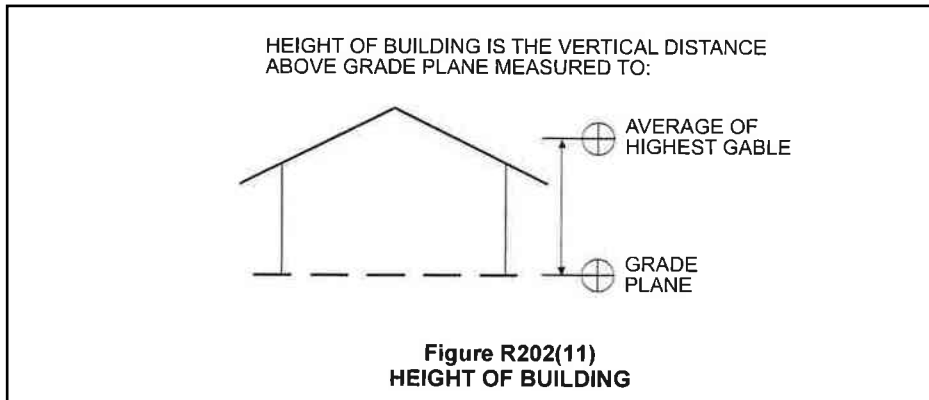 HEIGHT OF BUILDING IS THE VERTICAL DISTANCE
ABOVE GRADE PLANE MEASURED TO:
AVERAGE OF
HIGHEST GABLE
GRADE
PLANE
Figure R202(11)
HEIGHT OF BUILDING